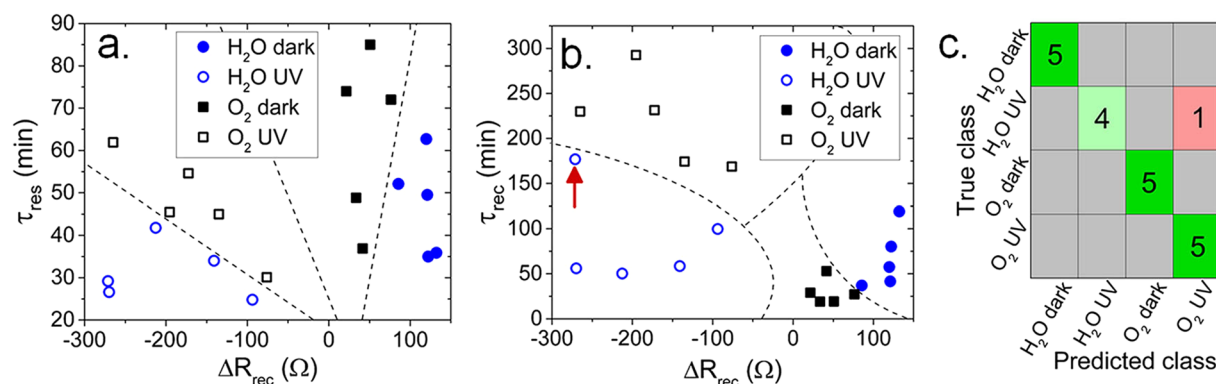 a.
90
80
70
60
50
40
30
20
τres (min)
-300 -200 -100 0 100
ΔRrec (Ω)
H2O dark
H2O UV
O2 dark
O2 UV
b.
300
250
200
150
100
50
0
τrec (min)
-300 -200 -100 0 100
ΔRrec (Ω)
H2O dark
H2O UV
O2 dark
O2 UV
c.
True class
H2O dark
H2O UV
O2 dark
O2 UV
5
4 1
5
5
H2O dark H2O UV O2 dark O2 UV
Predicted class